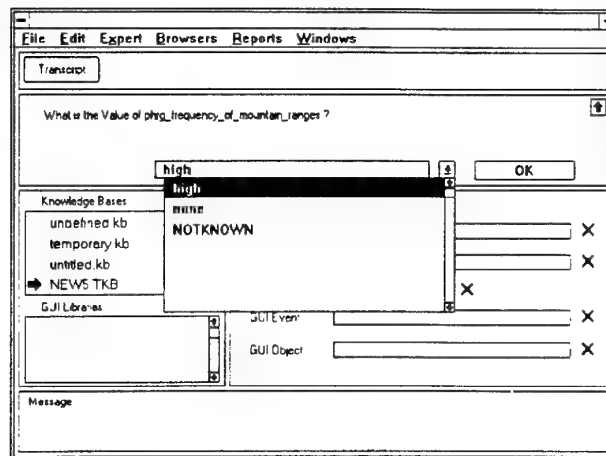 File Edit Expert Browsers Reports Windows
Transcript
What is the Value of phrg_frequency_of_mountain_ranges ?
high
OK
high
NOTKNOWN
Knowledge Bases
undefined.kb
temporary.kb
untitled.kb
NEWS.TKB
GUI Libraries
GUI Event
GUI Object
Message